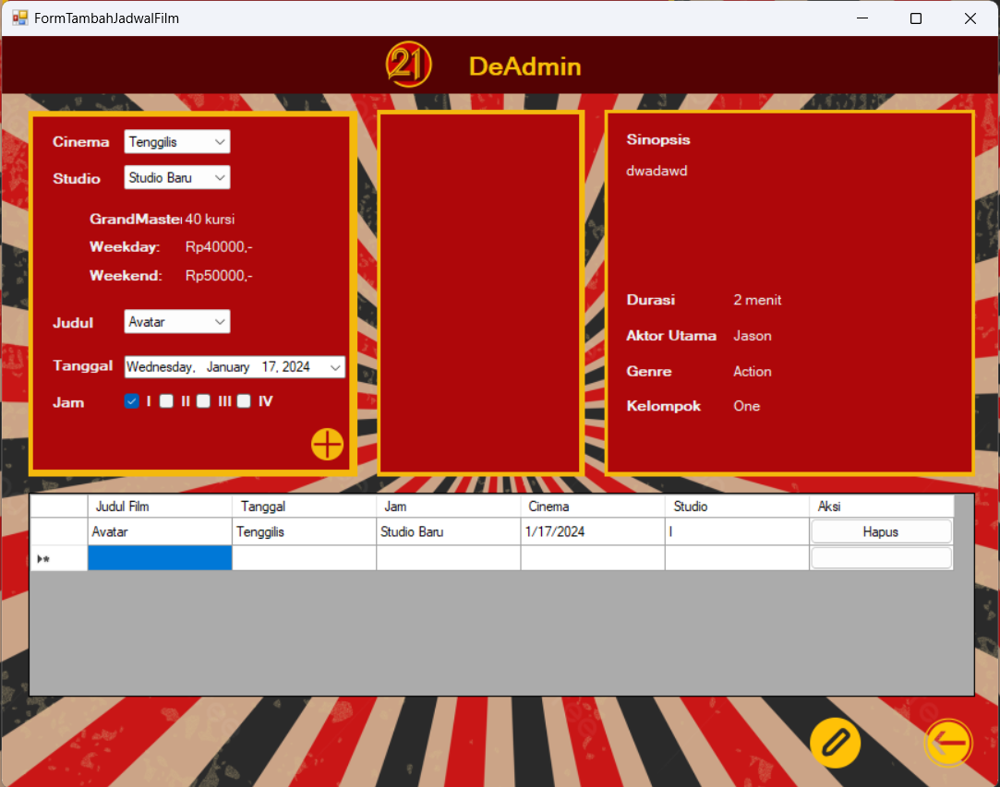 FormTambahJadwalFilm
21 DeAdmin
Cinema Tenggilis
Studio Studio Baru
GrandMaster 40 kursi
Weekday: Rp40000,-
Weekend: Rp50000,-
Judul Avatar
Tanggal Wednesday, January 17, 2024
Jam I II III IV
Sinopsis
dwadawd
Durasi 2 menit
Aktor Utama Jason
Genre Action
Kelompok One
Judul Film Tanggal Jam Cinema Studio Aksi
Avatar Tenggilis Studio Baru 1/17/2024 I Hapus